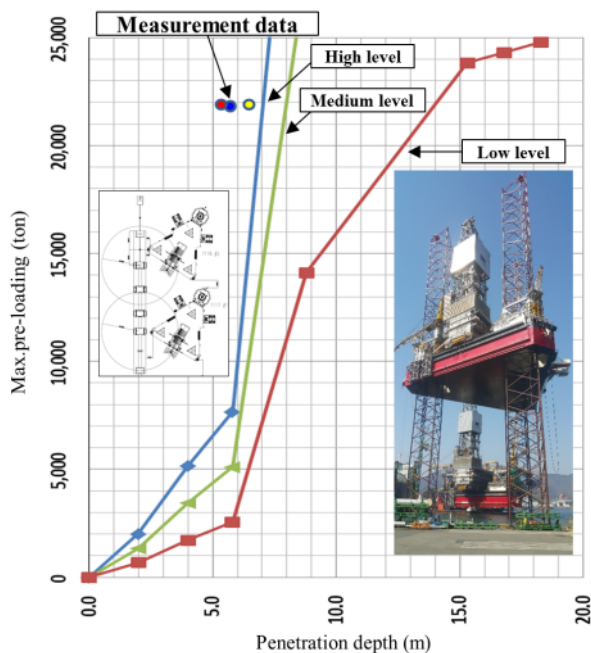 Measurement data
High level
Medium level
Low level
Max.pre-loading (ton)
25,000
20,000
15,000
10,000
5,000
0
0.0
5.0
10.0
15.0
20.0
Penetration depth (m)